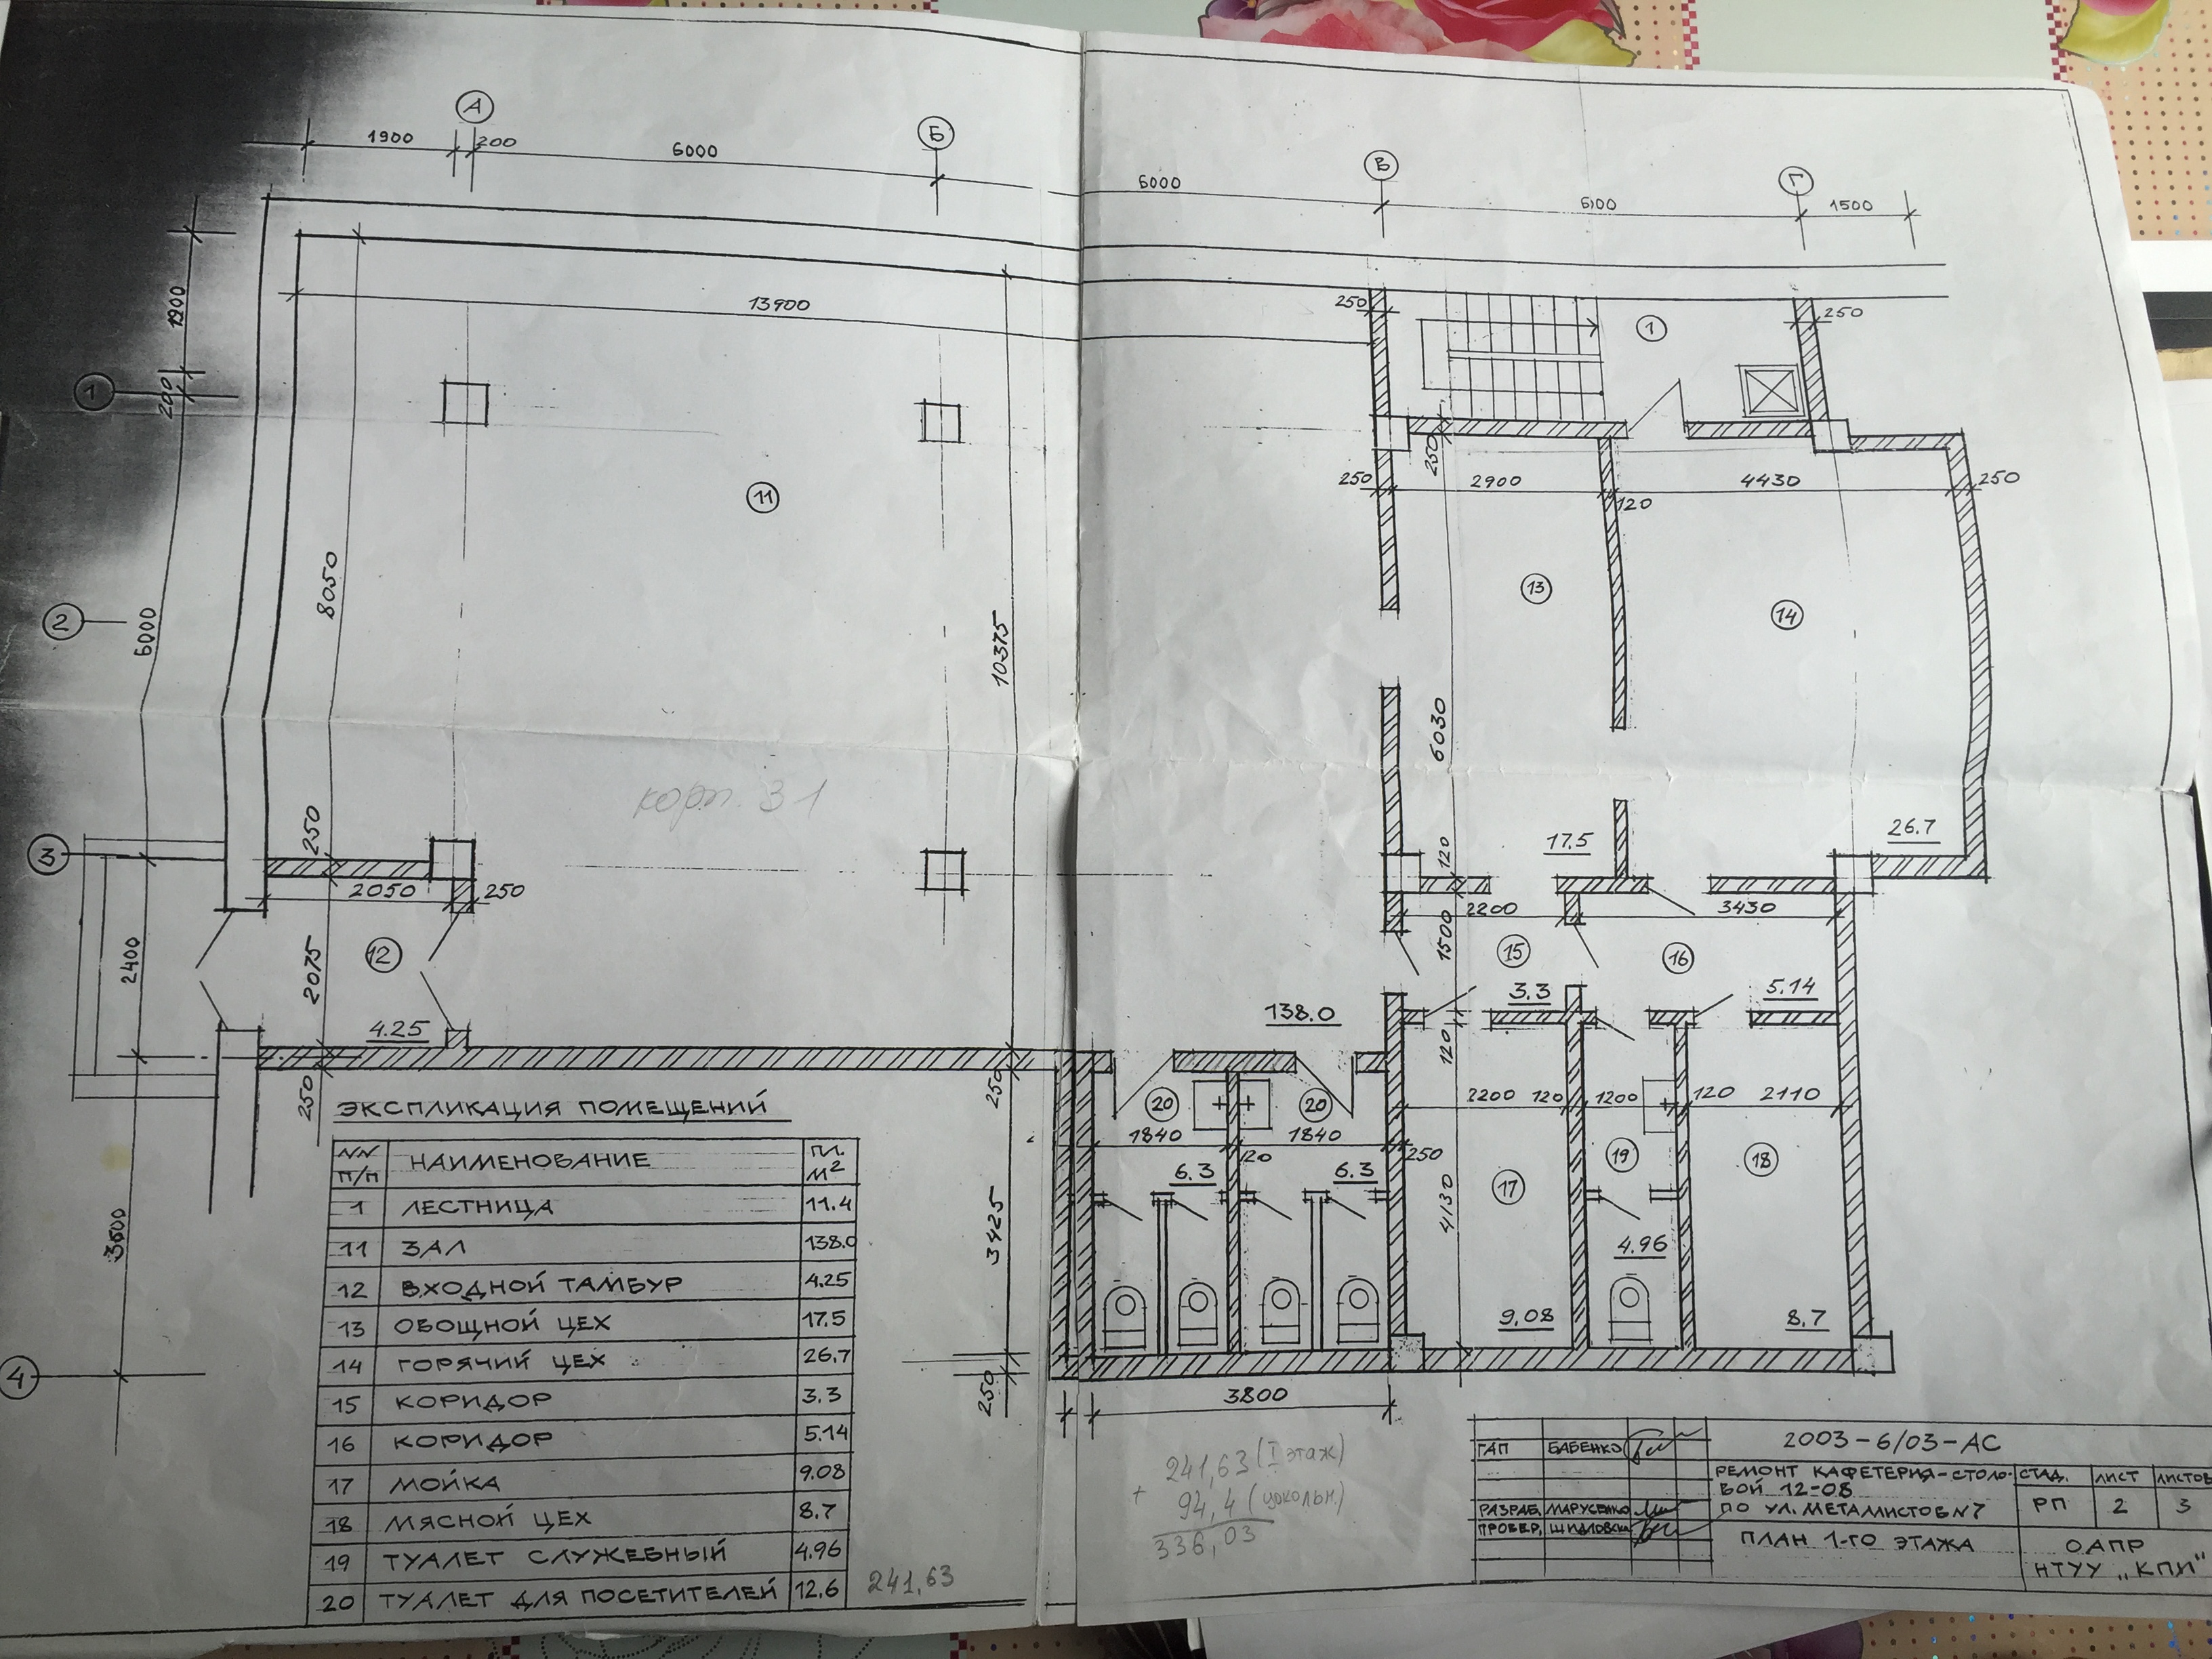 А
Б
В
Г
1900
200
6000
6000
6100
1500
1900
200
6000
2400
3600
1
2
3
4
13900
8050
10375
250
250
1
250
250
2900
120
4430
250
11
13
14
6030
корп. 31
17.5
26.7
250
2050
250
120
2200
3430
1500
12
2075
15
16
3.3
5.14
4.25
138.0
250
250
120
20
20
1840
1840
120
250
2200
120
1200
120
2110
6.3
6.3
17
19
18
3425
4130
4.96
9.08
8.7
250
3800
ЭКСПЛИКАЦИЯ ПОМЕЩЕНИЙ
NN П/П НАИМЕНОВАНИЕ ПЛ. М²
1 ЛЕСТНИЦА 11.4
11 ЗАЛ 138.0
12 ВХОДНОЙ ТАМБУР 4.25
13 ОБОЩНОЙ ЦЕХ 17.5
14 ГОРЯЧИЙ ЦЕХ 26.7
15 КОРИДОР 3.3
16 КОРИДОР 5.14
17 МОЙКА 9.08
18 МЯСНОЙ ЦЕХ 8.7
19 ТУАЛЕТ СЛУЖЕБНЫЙ 4.96
20 ТУАЛЕТ ДЛЯ ПОСЕТИТЕЛЕЙ 12.6
241,63
241,63 (I этаж)
+ 94,4 (цокольн.)
336,03
ГАП БАБЕНКО
РАЗРАБ. МАРУСЕНКО
ПРОВЕР.
2003-6/03-АС
РЕМОНТ КАФЕТЕРИЯ-СТОЛО-
ВОЙ 12-08
ПО УЛ. МЕТАЛЛИСТОВ N7
СТАД. ЛИСТ ЛИСТОВ
РП 2 3
ПЛАН 1-ГО ЭТАЖА
ОАПР
НТУУ „КПИ"